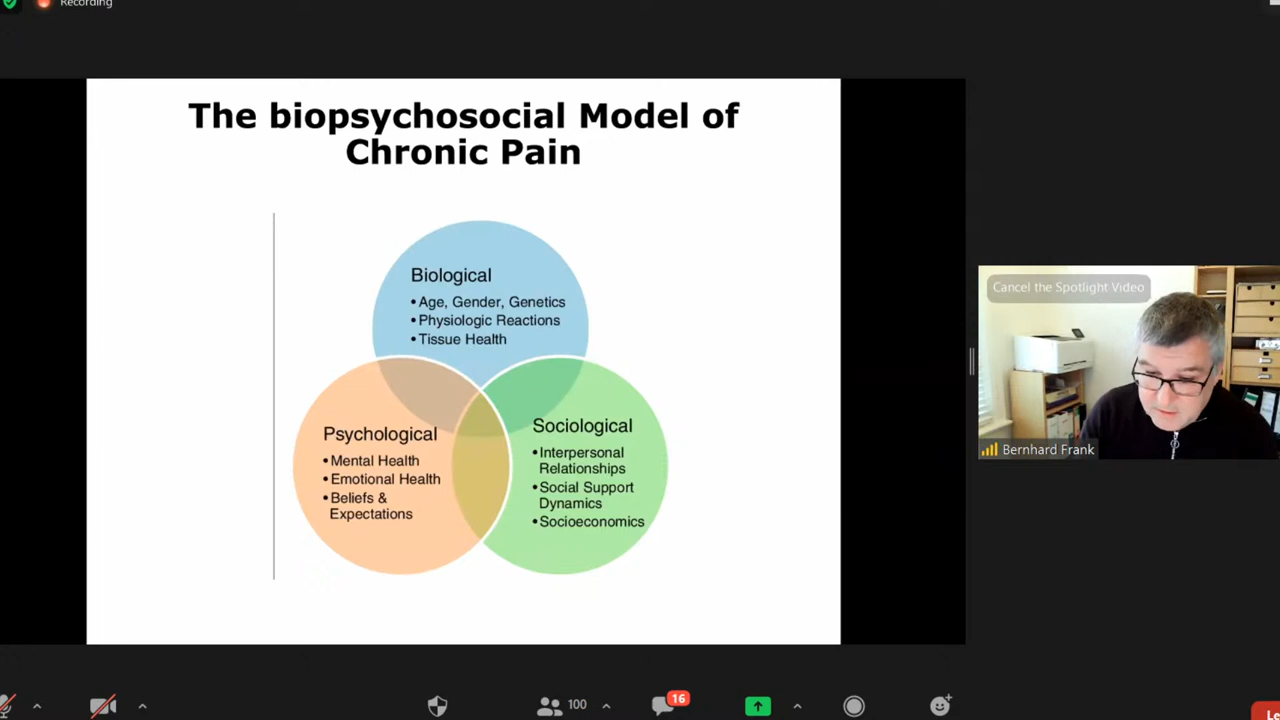 Recording
The biopsychosocial Model of
Chronic Pain
Biological
• Age, Gender, Genetics
• Physiologic Reactions
• Tissue Health
Psychological
• Mental Health
• Emotional Health
• Beliefs &
Expectations
Sociological
• Interpersonal
Relationships
• Social Support
Dynamics
• Socioeconomics
Cancel the Spotlight Video
Bernhard Frank
100
16